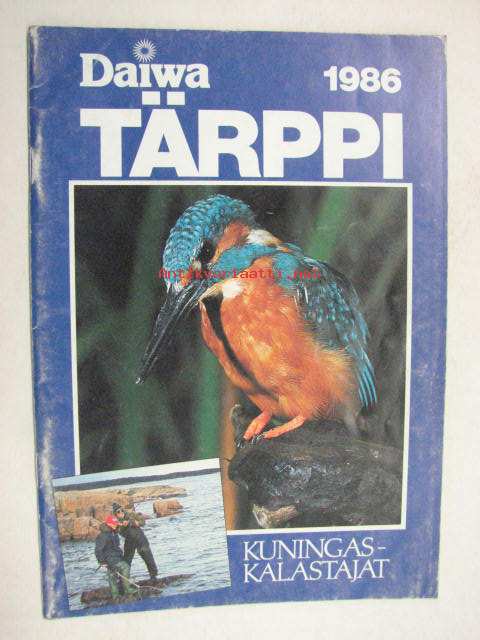 Daiwa 1986
TÄRPPI
Antikvariaatti.net
KUNINGAS-
KALASTAJAT